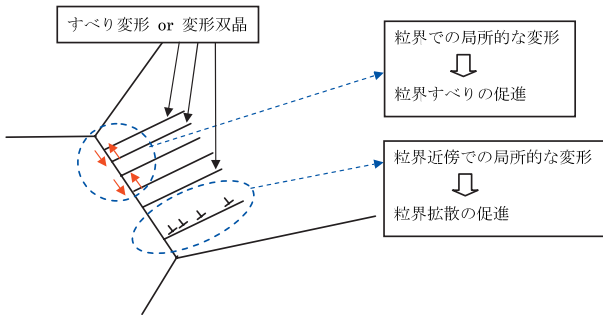 すべり変形 or 変形双晶
粒界での局所的な変形
粒界すべりの促進
粒界近傍での局所的な変形
粒界拡散の促進